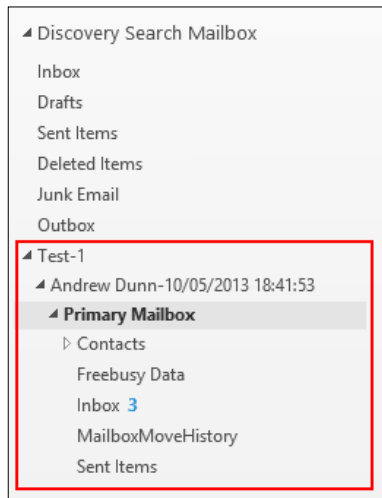 Discovery Search Mailbox
Inbox
Drafts
Sent Items
Deleted Items
Junk Email
Outbox
Test-1
Andrew Dunn-10/05/2013 18:41:53
Primary Mailbox
Contacts
Freebusy Data
Inbox 3
MailboxMoveHistory
Sent Items